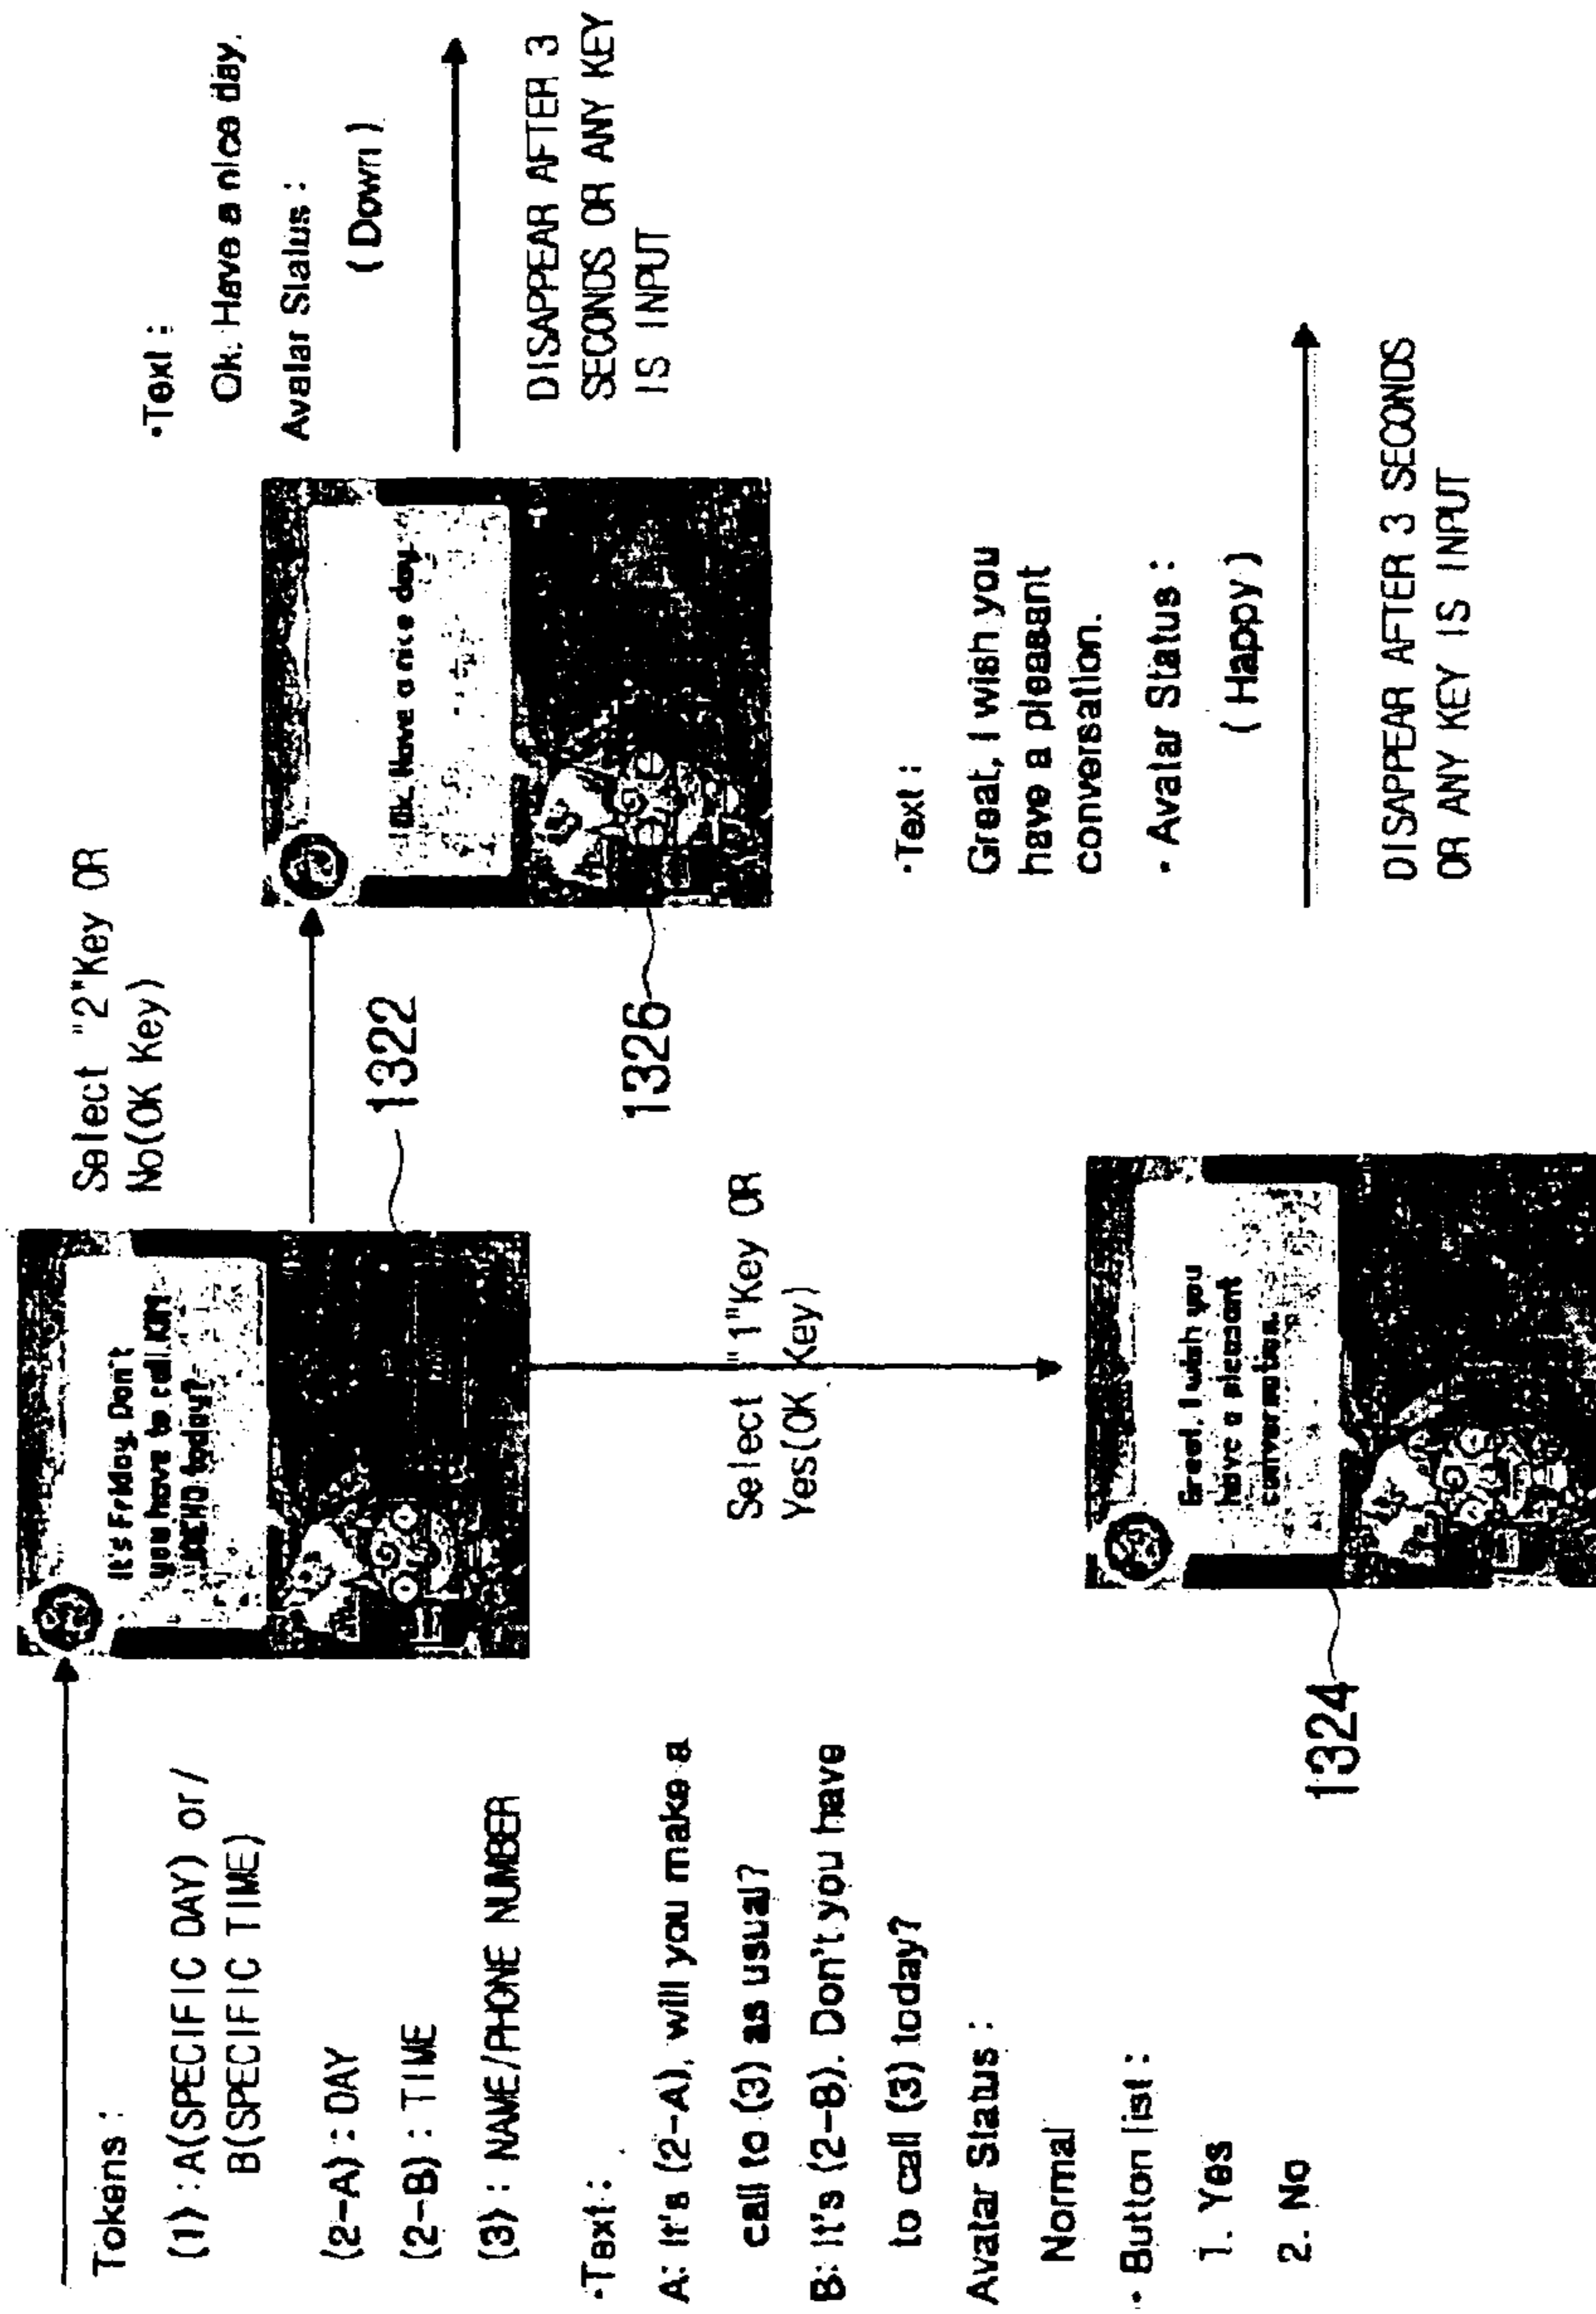 Tokens :
(1) : A(SPECIFIC DAY) or /
B(SPECIFIC TIME)
(2-A) : DAY
(2-B) : TIME
(3) : NAME/PHONE NUMBER
•Text :
A: It's (2-A), will you make a
call to (3) as usual?
B: It's (2-B). Don't you have
to call (3) today?
Avatar Status :
Normal
• Button list :
1. Yes
2. No
It's Friday. Don't
you have to call KIM
today?
1322
Select "2"Key OR
No(OK Key)
Ok. Have a nice day.
1326
•Text :
Ok. Have a nice day.
Avatar Status :
( Down )
DISAPPEAR AFTER 3
SECONDS OR ANY KEY
IS INPUT
Select "1"Key OR
Yes(OK Key)
Great, I wish you
have a pleasant
conversation.
1324
•Text :
Great, I wish you
have a pleasant
conversation.
• Avatar Status :
( Happy )
DISAPPEAR AFTER 3 SECONDS
OR ANY KEY IS INPUT